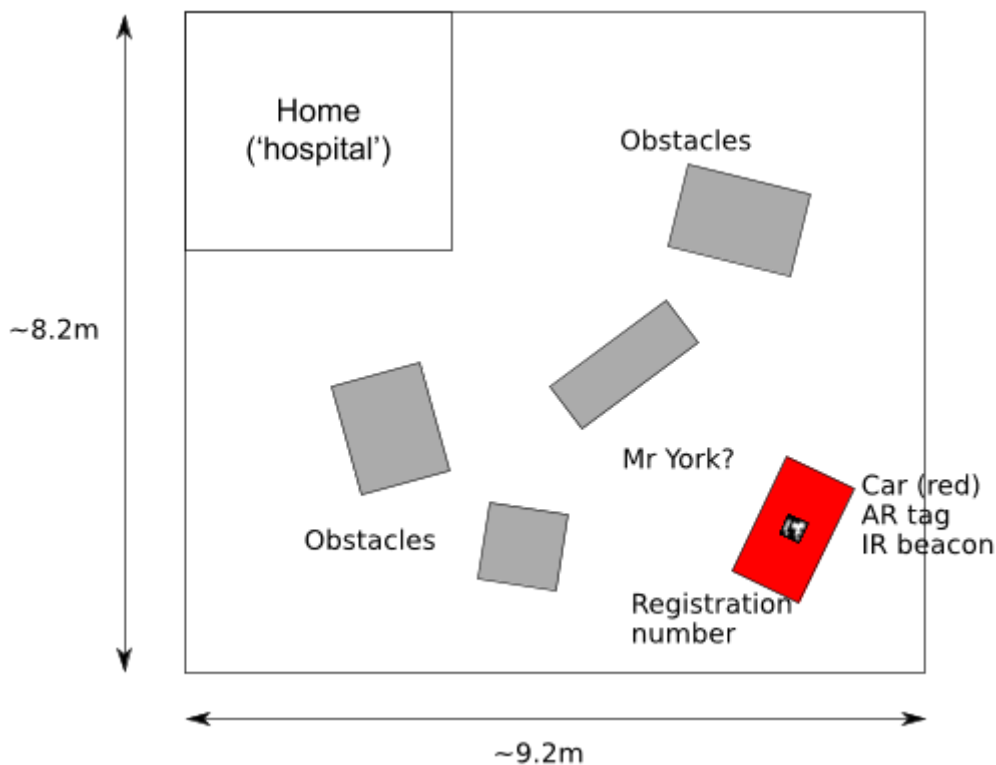 Home
(‘hospital’)
Obstacles
~8.2m
Mr York?
Car (red)
AR tag
IR beacon
Obstacles
Registration
number
~9.2m